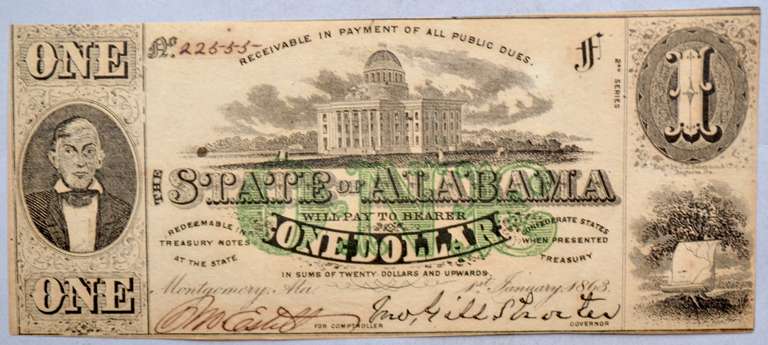 ONE
No. 22555
RECEIVABLE IN PAYMENT OF ALL PUBLIC DUES.
F
2ND SERIES
1
THE
STATE OF ALABAMA
WILL PAY TO BEARER
ONE DOLLAR
REDEEMABLE IN
TREASURY NOTES
AT THE STATE
CONFEDERATE STATES
WHEN PRESENTED
TREASURY
IN SUMS OF TWENTY DOLLARS AND UPWARDS
ONE
Montgomery, Ala 1st January 1863.
Jno. Gill Shorter
FOR COMPTROLLER
GOVERNOR